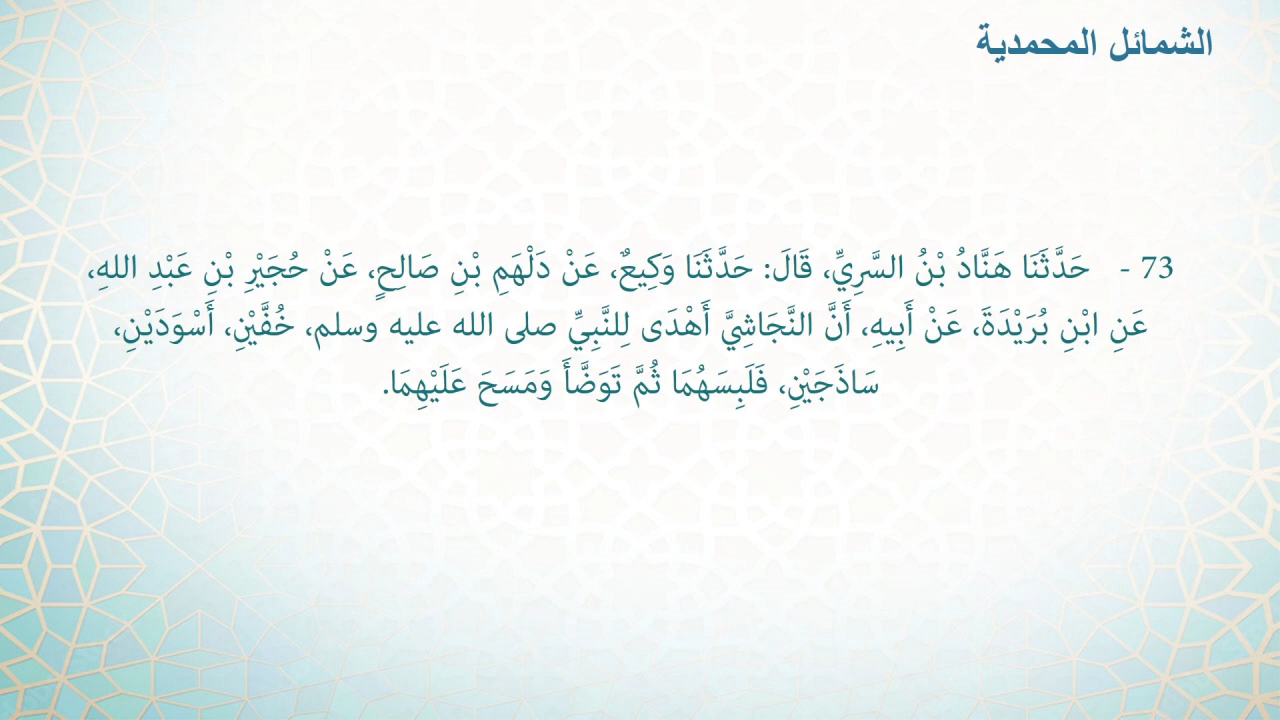 الشمائل المحمدية
73 - حَدَّثَنَا هَنَّادُ بْنُ السَّرِيِّ، قَالَ: حَدَّثَنَا وَكِيعٌ، عَنْ دَلْهَمِ بْنِ صَالِحٍ، عَنْ حُجَيْرِ بْنِ عَبْدِ اللهِ،
عَنِ ابْنِ بُرَيْدَةَ، عَنْ أَبِيهِ، أَنَّ النَّجَاشِيَّ أَهْدَى لِلنَّبِيِّ صلى الله عليه وسلم، خُفَّيْنِ، أَسْوَدَيْنِ،
سَاذَجَيْنِ، فَلَبِسَهُمَا ثُمَّ تَوَضَّأَ وَمَسَحَ عَلَيْهِمَا.